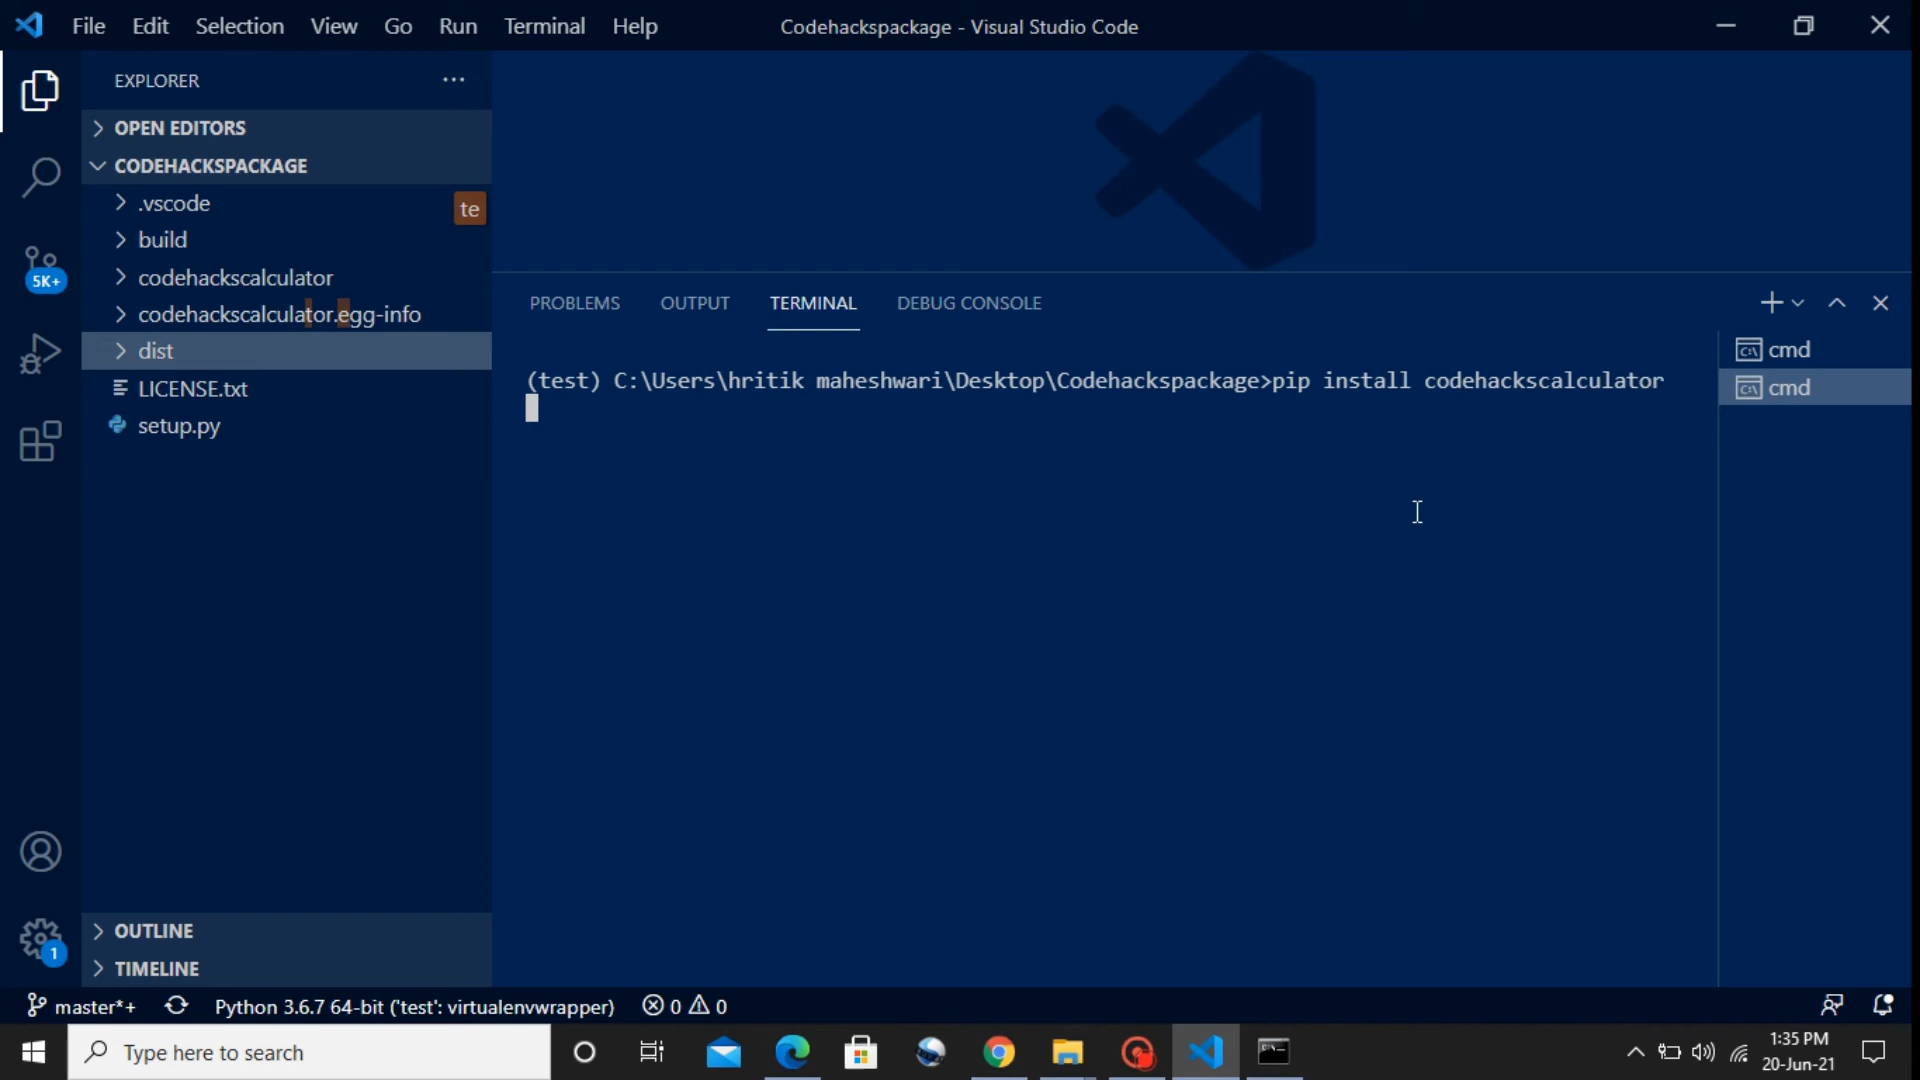 File Edit Selection View Go Run Terminal Help Codehackspackage - Visual Studio Code
EXPLORER ···
OPEN EDITORS
CODEHACKSPACKAGE
.vscode
te
build
codehackscalculator
codehackscalculator.egg-info
dist
LICENSE.txt
setup.py
OUTLINE
TIMELINE
5K+
1
PROBLEMS OUTPUT TERMINAL DEBUG CONSOLE
(test) C:\Users\hritik maheshwari\Desktop\Codehackspackage>pip install codehackscalculator
cmd
cmd
master*+ Python 3.6.7 64-bit ('test': virtualenvwrapper) 0 0
Type here to search
1:35 PM
20-Jun-21